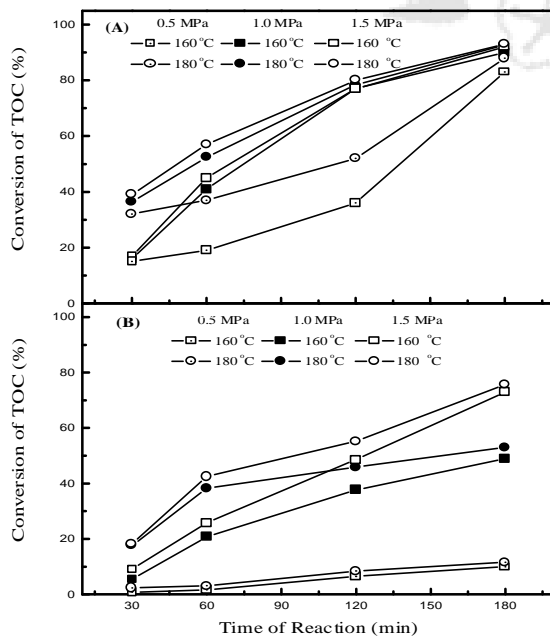 (A)
0.5 MPa 1.0 MPa 1.5 MPa
160 °C 160 °C 160 °C
180 °C 180 °C 180 °C
100
80
60
40
20
0
Conversion of TOC (%)
(B)
0.5 MPa 1.0 MPa 1.5 MPa
160 °C 160 °C 160 °C
180 °C 180 °C 180 °C
80
60
40
20
0
Conversion of TOC (%)
30 60 90 120 150 180
Time of Reaction (min)